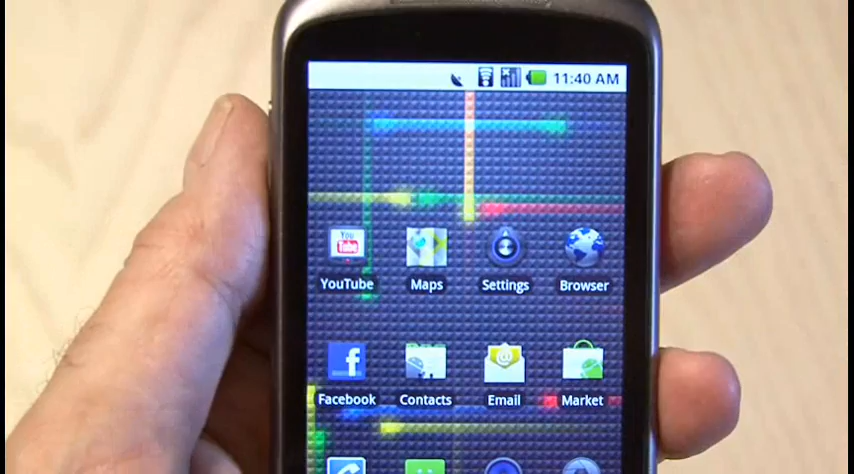 11:40 AM
You
Tube
YouTube Maps Settings Browser
f
@
Facebook Contacts Email Market